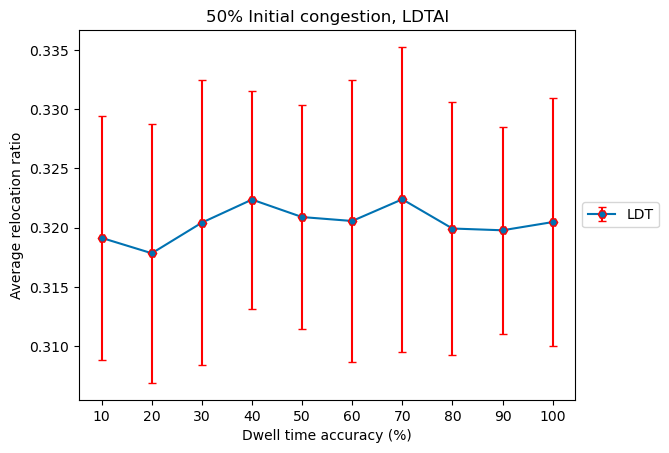 50% Initial congestion, LDTAI
0.335
0.330
0.325
0.320
0.315
0.310
Average relocation ratio
10 20 30 40 50 60 70 80 90 100
Dwell time accuracy (%)
LDT